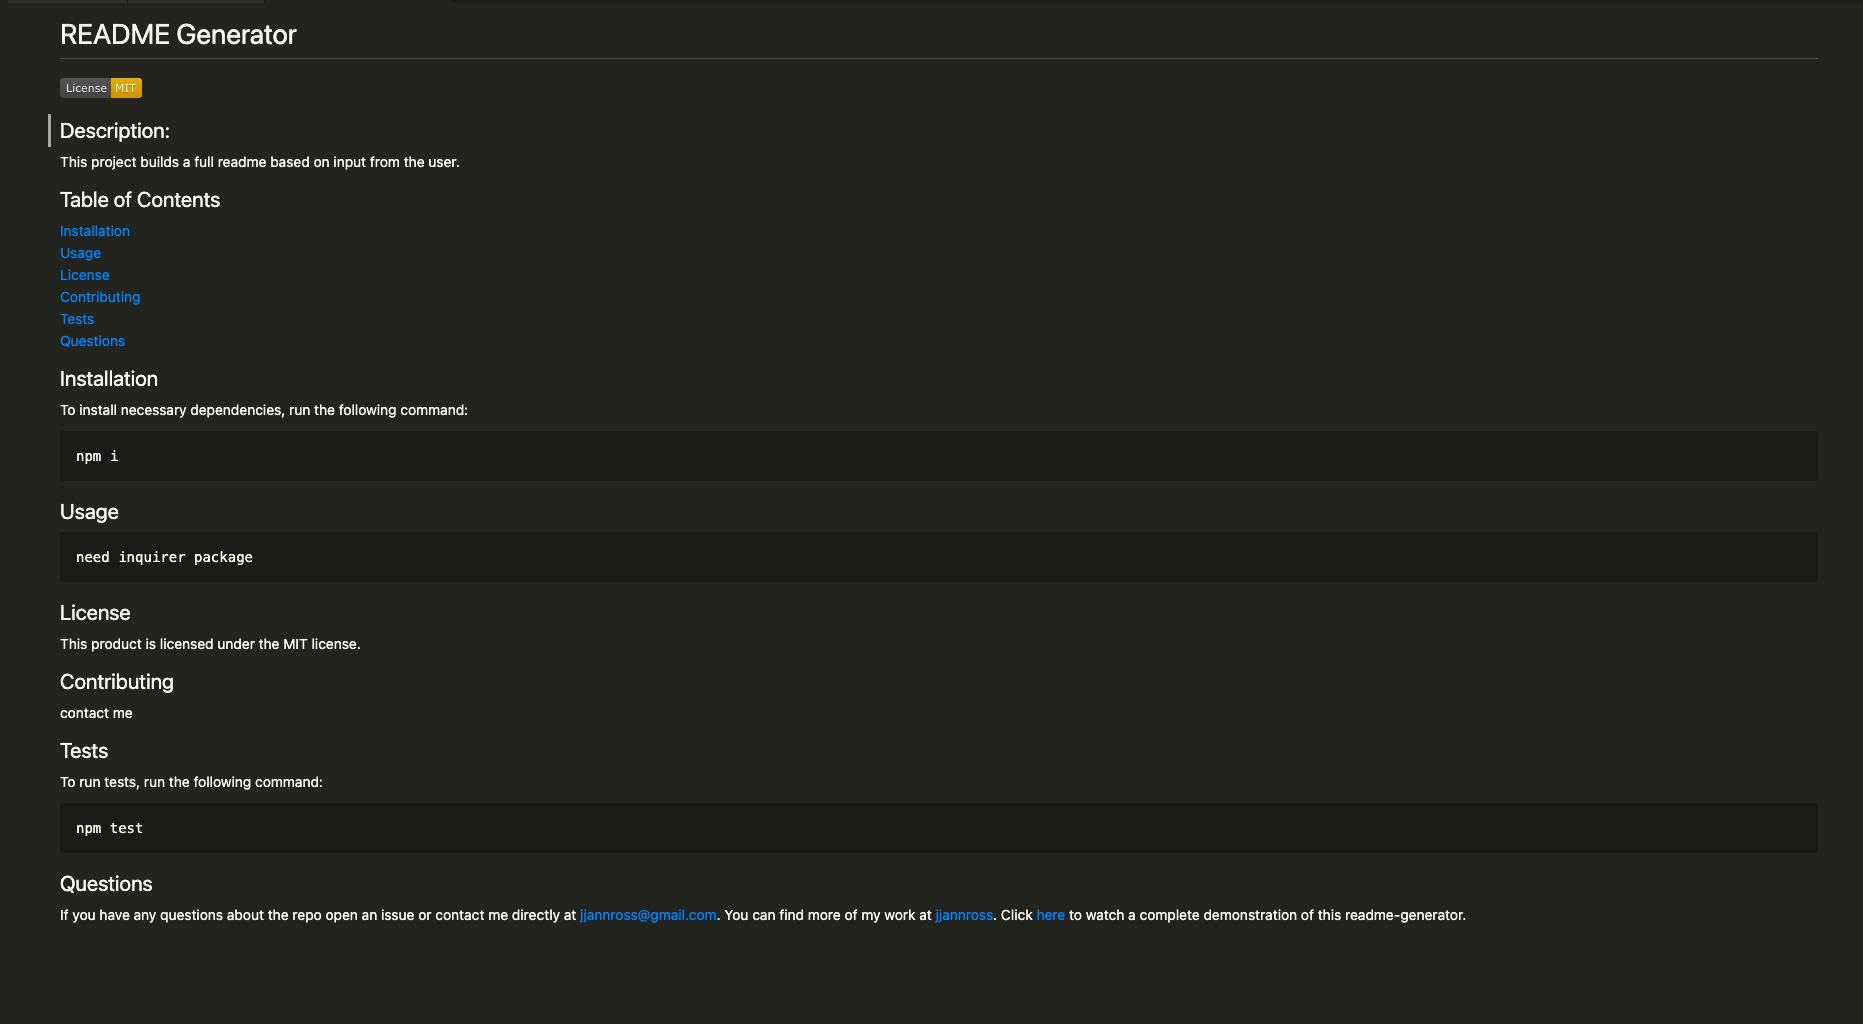 README Generator
License MIT
Description:
This project builds a full readme based on input from the user.
Table of Contents
Installation
Usage
License
Contributing
Tests
Questions
Installation
To install necessary dependencies, run the following command:
npm i
Usage
need inquirer package
License
This product is licensed under the MIT license.
Contributing
contact me
Tests
To run tests, run the following command:
npm test
Questions
If you have any questions about the repo open an issue or contact me directly at jjannross@gmail.com. You can find more of my work at jjannross. Click here to watch a complete demonstration of this readme-generator.